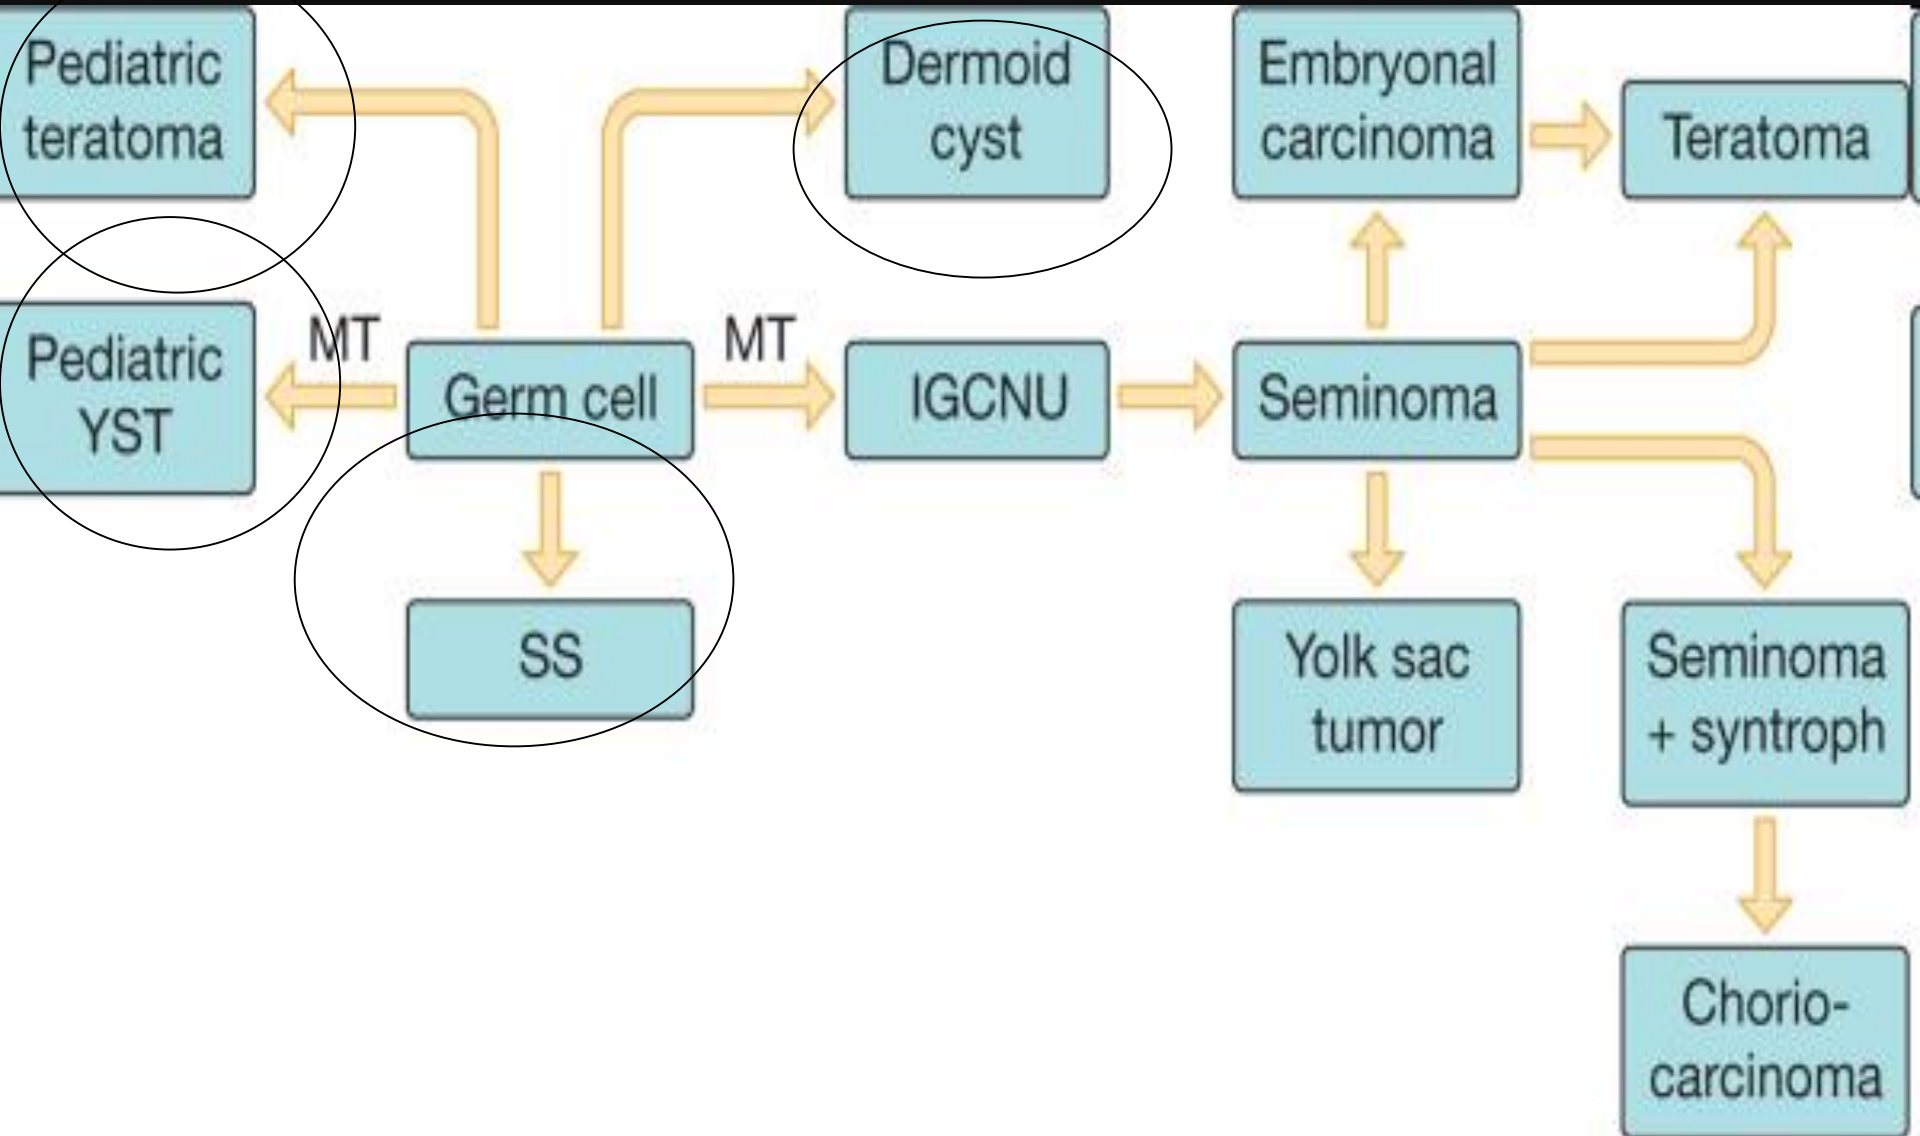 Pediatric
teratoma
Dermoid
cyst
Embryonal
carcinoma
Teratoma
Pediatric
YST
MT
Germ cell
MT
IGCNU
Seminoma
SS
Yolk sac
tumor
Seminoma
+ syntroph
Chorio-
carcinoma